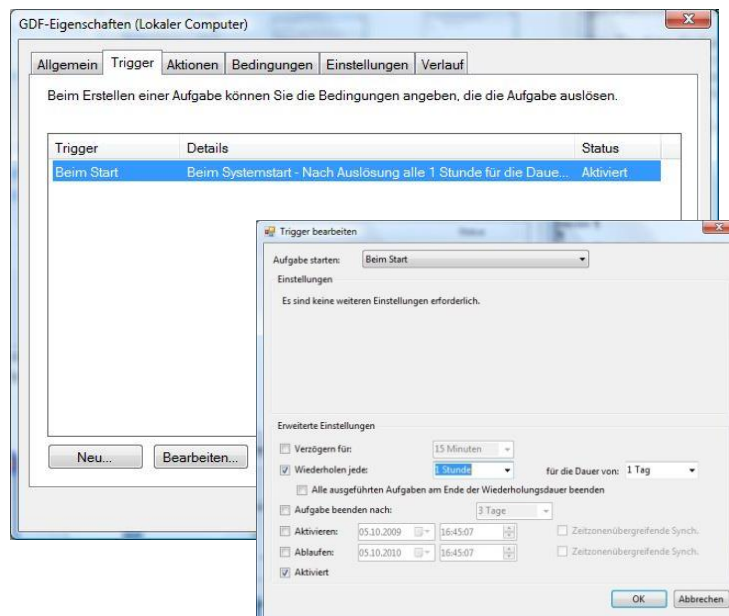 GDF-Eigenschaften (Lokaler Computer)
Allgemein Trigger Aktionen Bedingungen Einstellungen Verlauf
Beim Erstellen einer Aufgabe können Sie die Bedingungen angeben, die die Aufgabe auslösen.
Trigger Details Status
Beim Start Beim Systemstart - Nach Auslösung alle 1 Stunde für die Daue... Aktiviert
Neu... Bearbeiten...
Trigger bearbeiten
Aufgabe starten: Beim Start
Einstellungen
Es sind keine weiteren Einstellungen erforderlich.
Erweiterte Einstellungen
Verzögern für: 15 Minuten
Wiederholen jede: 1 Stunde für die Dauer von: 1 Tag
Alle ausgeführten Aufgaben am Ende der Wiederholungsdauer beenden
Aufgabe beenden nach: 3 Tage
Aktivieren: 05.10.2009 16:45:07 Zeitzonenübergreifende Synch.
Ablaufen: 05.10.2010 16:45:07 Zeitzonenübergreifende Synch.
Aktiviert
OK Abbrechen